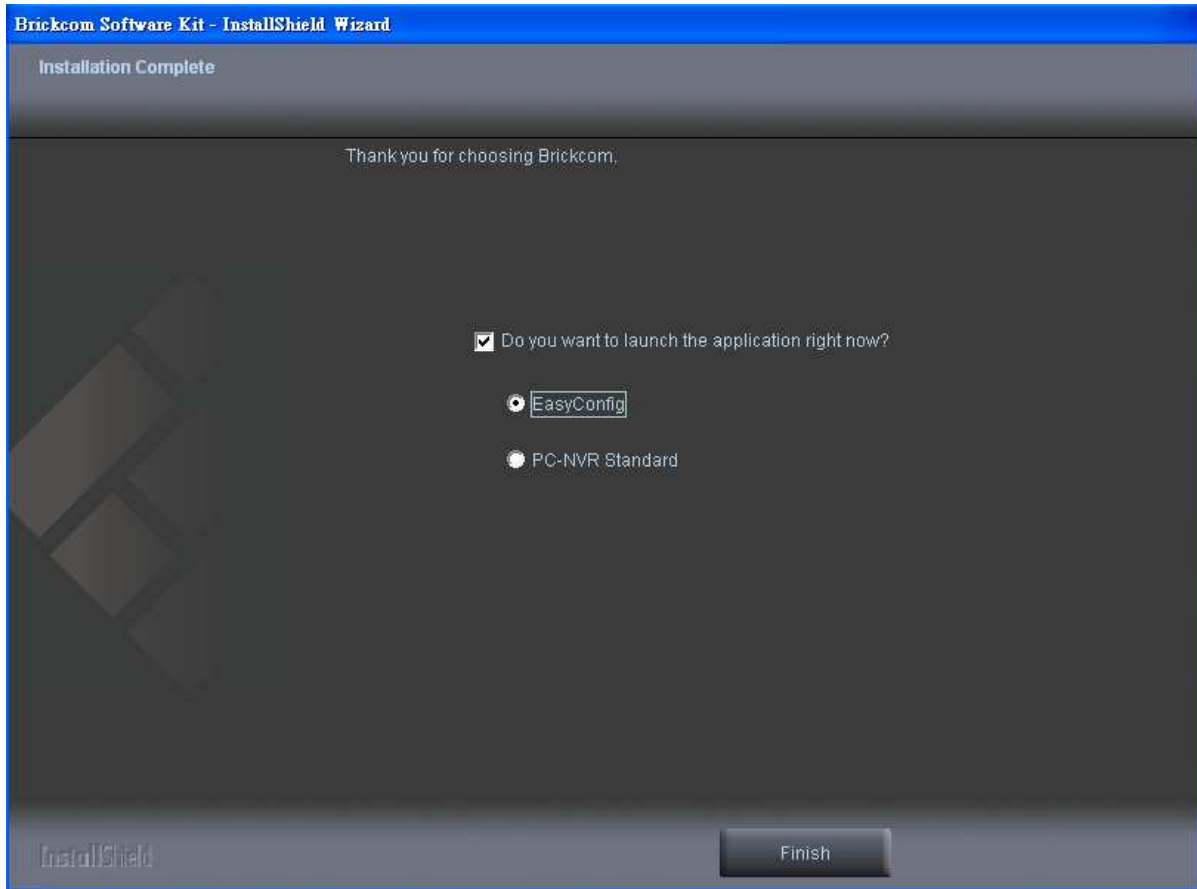 Brickcom Software Kit - InstallShield Wizard
Installation Complete
Thank you for choosing Brickcom.
Do you want to launch the application right now?
EasyConfig
PC-NVR Standard
InstallShield
Finish